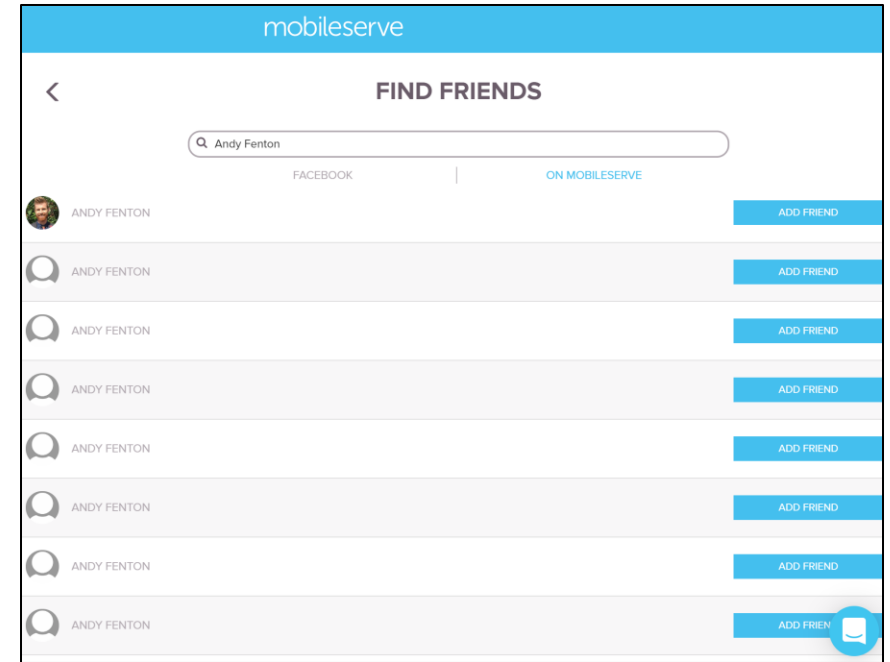 mobileserve
FIND FRIENDS
Andy Fenton
FACEBOOK
ON MOBILESERVE
ANDY FENTON
ADD FRIEND
ANDY FENTON
ADD FRIEND
ANDY FENTON
ADD FRIEND
ANDY FENTON
ADD FRIEND
ANDY FENTON
ADD FRIEND
ANDY FENTON
ADD FRIEND
ANDY FENTON
ADD FRIEND
ANDY FENTON
ADD FRIEN